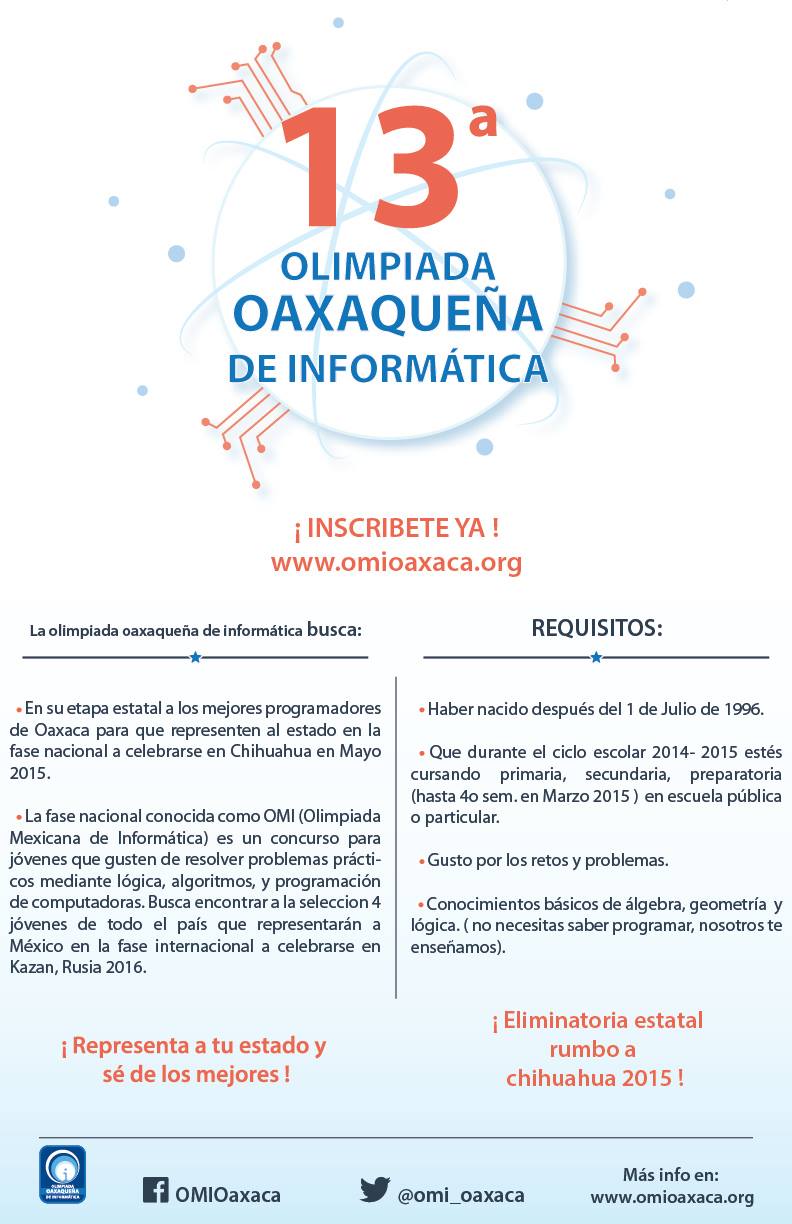 13ª
OLIMPIADA
OAXAQUEÑA
DE INFORMÁTICA
¡ INSCRIBETE YA !
www.omioaxaca.org
La olimpiada oaxaqueña de informática busca:
• En su etapa estatal a los mejores programadores
de Oaxaca para que representen al estado en la
fase nacional a celebrarse en Chihuahua en Mayo
2015.
• La fase nacional conocida como OMI (Olimpiada
Mexicana de Informática) es un concurso para
jóvenes que gusten de resolver problemas prácti-
cos mediante lógica, algoritmos, y programación
de computadoras. Busca encontrar a la seleccion 4
jóvenes de todo el país que representarán a
México en la fase internacional a celebrarse en
Kazan, Rusia 2016.
¡ Representa a tu estado y
sé de los mejores !
REQUISITOS:
• Haber nacido después del 1 de Julio de 1996.
• Que durante el ciclo escolar 2014- 2015 estés
cursando primaria, secundaria, preparatoria
(hasta 4o sem. en Marzo 2015 ) en escuela pública
o particular.
• Gusto por los retos y problemas.
• Conocimientos básicos de álgebra, geometría y
lógica. ( no necesitas saber programar, nosotros te
enseñamos).
¡ Eliminatoria estatal
rumbo a
chihuahua 2015 !
OLIMPIADA
OAXAQUEÑA
DE INFORMÁTICA
OMIOaxaca
@omi_oaxaca
Más info en:
www.omioaxaca.org